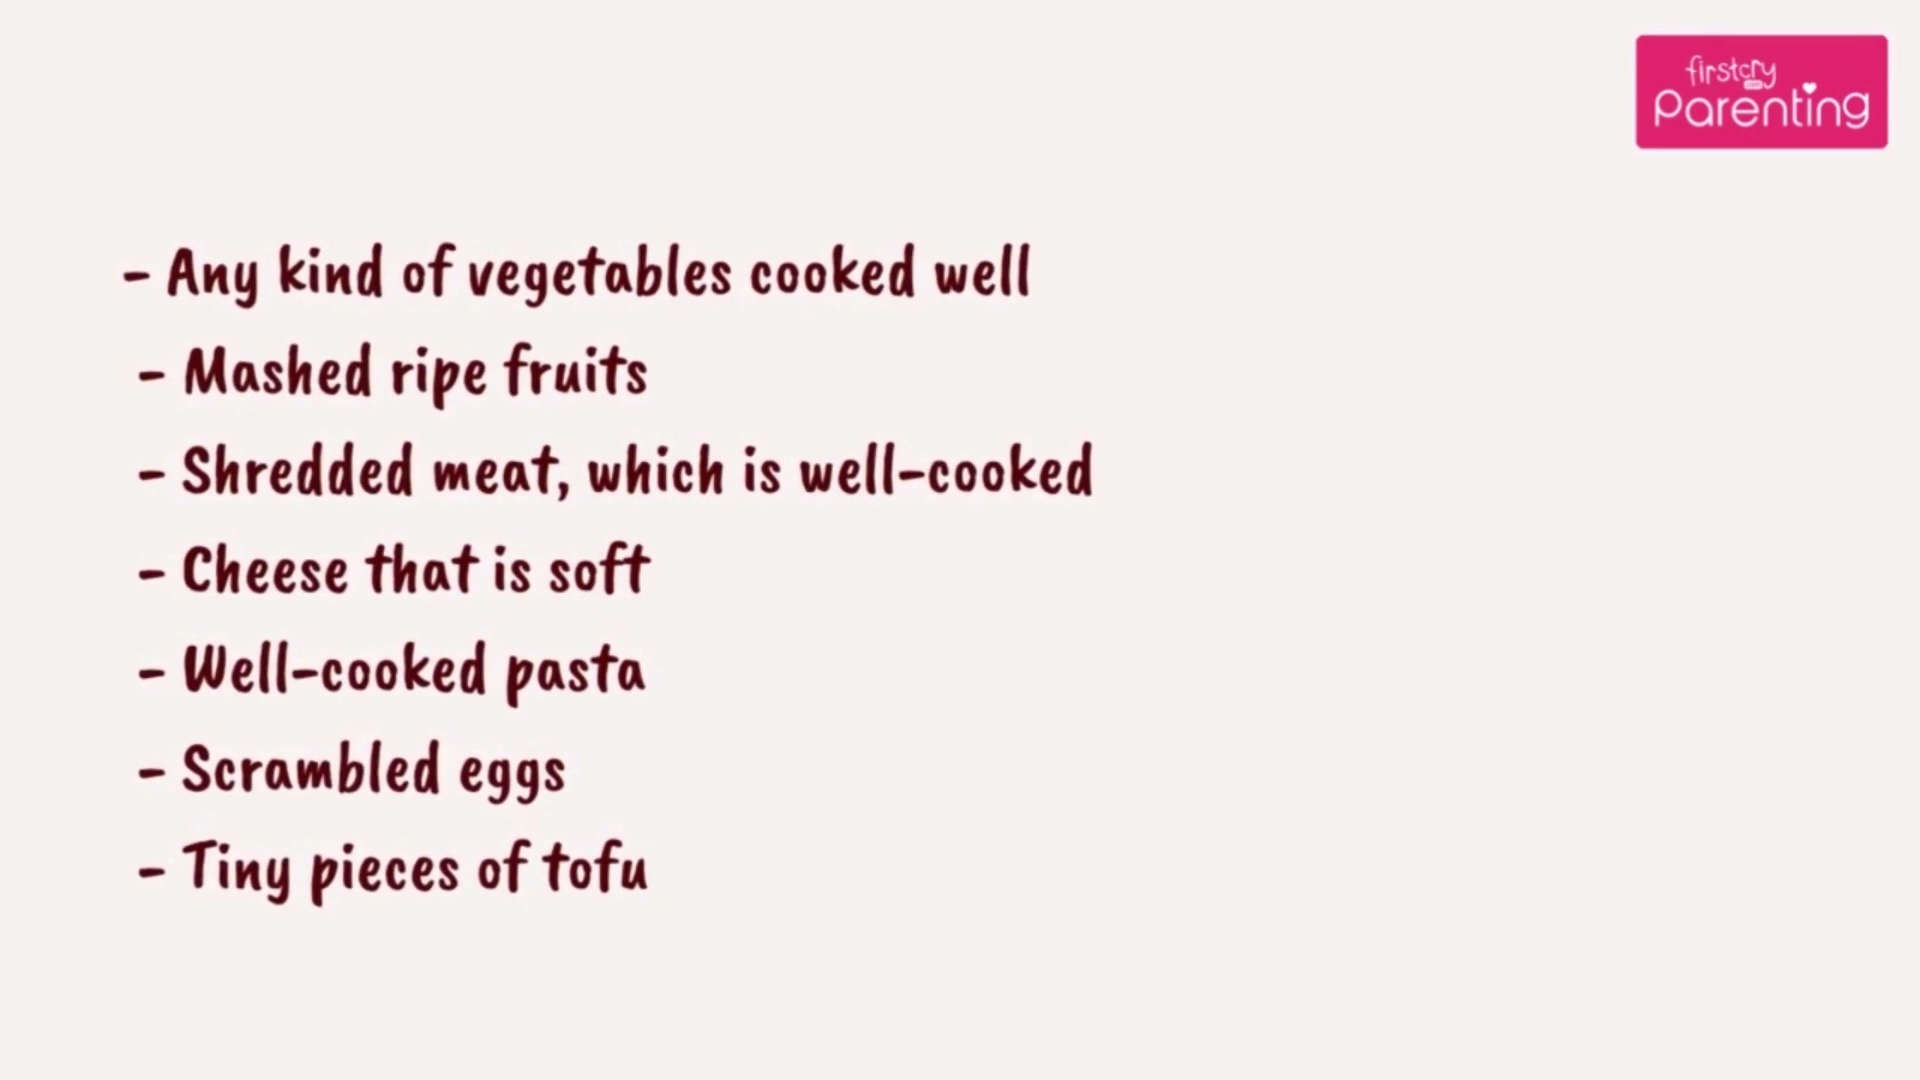 firstcry
.com
Parenting
- Any kind of vegetables cooked well
- Mashed ripe fruits
- Shredded meat, which is well-cooked
- Cheese that is soft
- Well-cooked pasta
- Scrambled eggs
- Tiny pieces of tofu